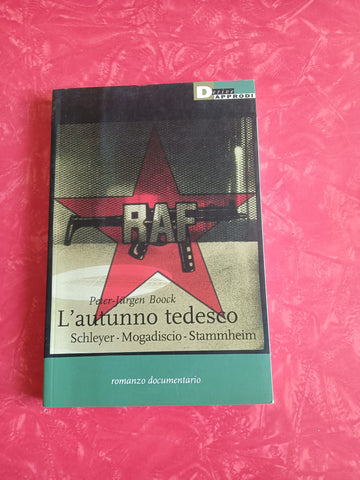 DeriveApprodi
RAF
Peter-Jürgen Boock
L'autunno tedesco
Schleyer · Mogadiscio · Stammheim
romanzo documentario